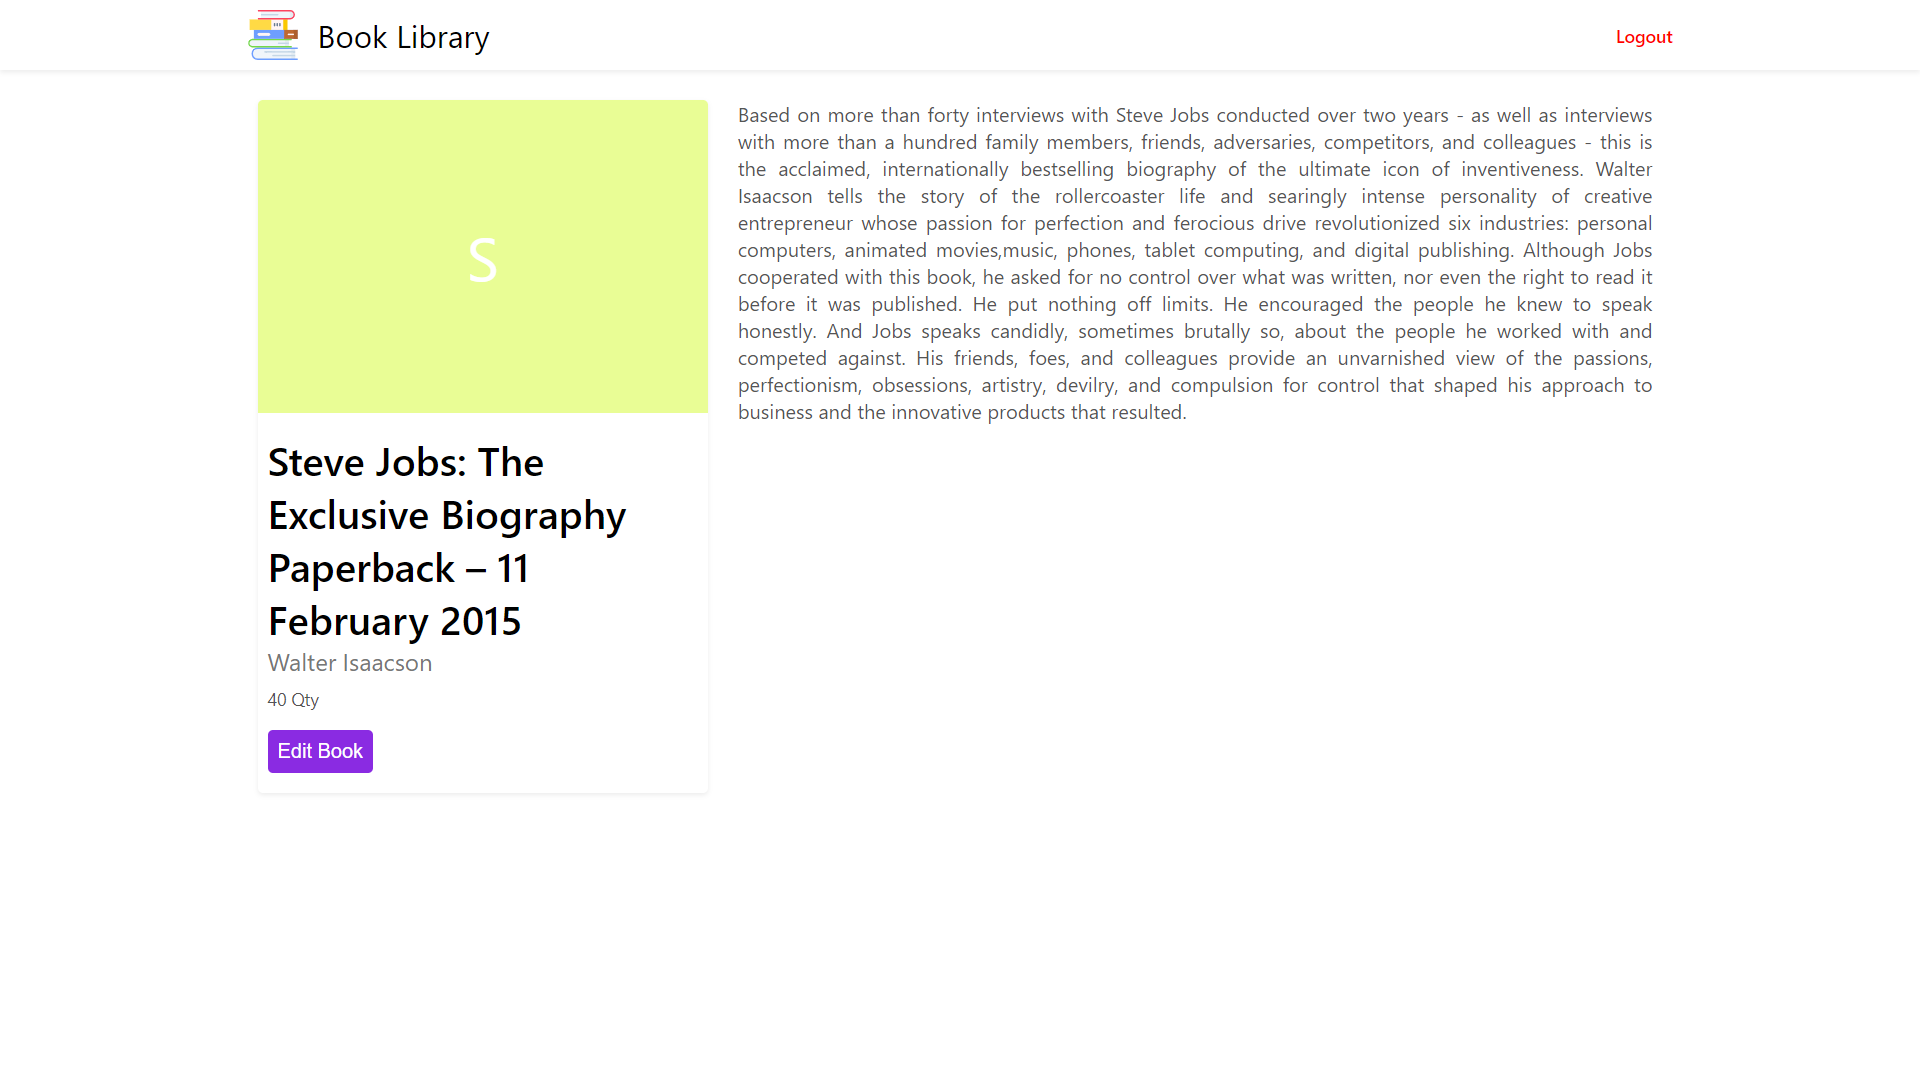 Book Library
Logout
S
Steve Jobs: The
Exclusive Biography
Paperback – 11
February 2015
Walter Isaacson
40 Qty
Edit Book
Based on more than forty interviews with Steve Jobs conducted over two years - as well as interviews
with more than a hundred family members, friends, adversaries, competitors, and colleagues - this is
the acclaimed, internationally bestselling biography of the ultimate icon of inventiveness. Walter
Isaacson tells the story of the rollercoaster life and searingly intense personality of creative
entrepreneur whose passion for perfection and ferocious drive revolutionized six industries: personal
computers, animated movies,music, phones, tablet computing, and digital publishing. Although Jobs
cooperated with this book, he asked for no control over what was written, nor even the right to read it
before it was published. He put nothing off limits. He encouraged the people he knew to speak
honestly. And Jobs speaks candidly, sometimes brutally so, about the people he worked with and
competed against. His friends, foes, and colleagues provide an unvarnished view of the passions,
perfectionism, obsessions, artistry, devilry, and compulsion for control that shaped his approach to
business and the innovative products that resulted.